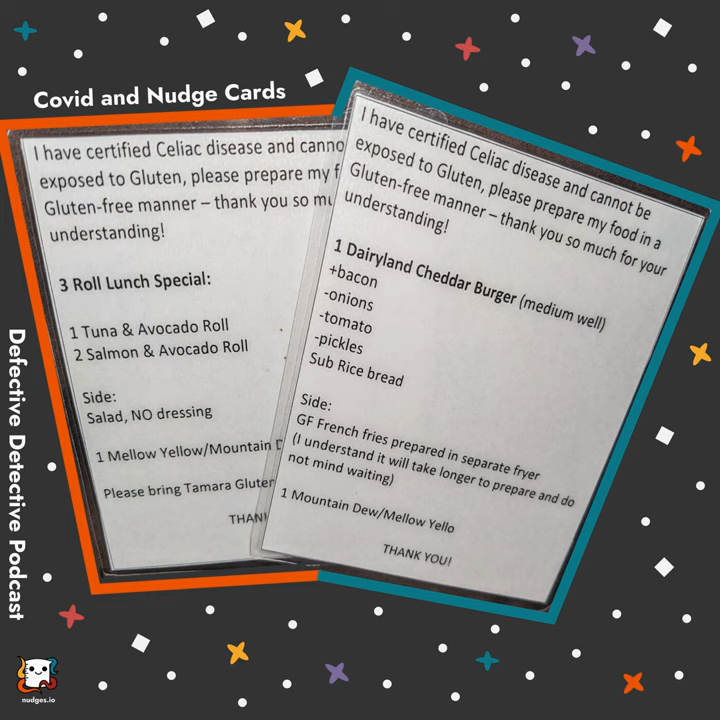 Covid and Nudge Cards
I have certified Celiac disease and canno
exposed to Gluten, please prepare my f
Gluten-free manner – thank you so mu
understanding!
3 Roll Lunch Special:
1 Tuna & Avocado Roll
2 Salmon & Avocado Roll
Side:
Salad, NO dressing
1 Mellow Yellow/Mountain D
Please bring Tamara Gluten
THAN
I have certified Celiac disease and cannot be
exposed to Gluten, please prepare my food in a
Gluten-free manner – thank you so much for your
understanding!
1 Dairyland Cheddar Burger (medium well)
+bacon
-onions
-tomato
-pickles
Sub Rice bread
Side:
GF French fries prepared in separate fryer
(I understand it will take longer to prepare and do
not mind waiting)
1 Mountain Dew/Mellow Yello
THANK YOU!
Defective Detective Podcast
nudges.io